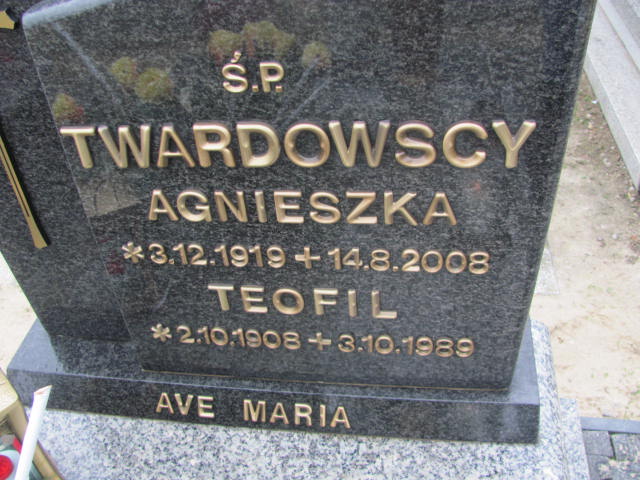 Ś.P.
TWARDOWSCY
AGNIESZKA
*3.12.1919 + 14.8.2008
TEOFIL
*2.10.1908 + 3.10.1989
AVE MARIA